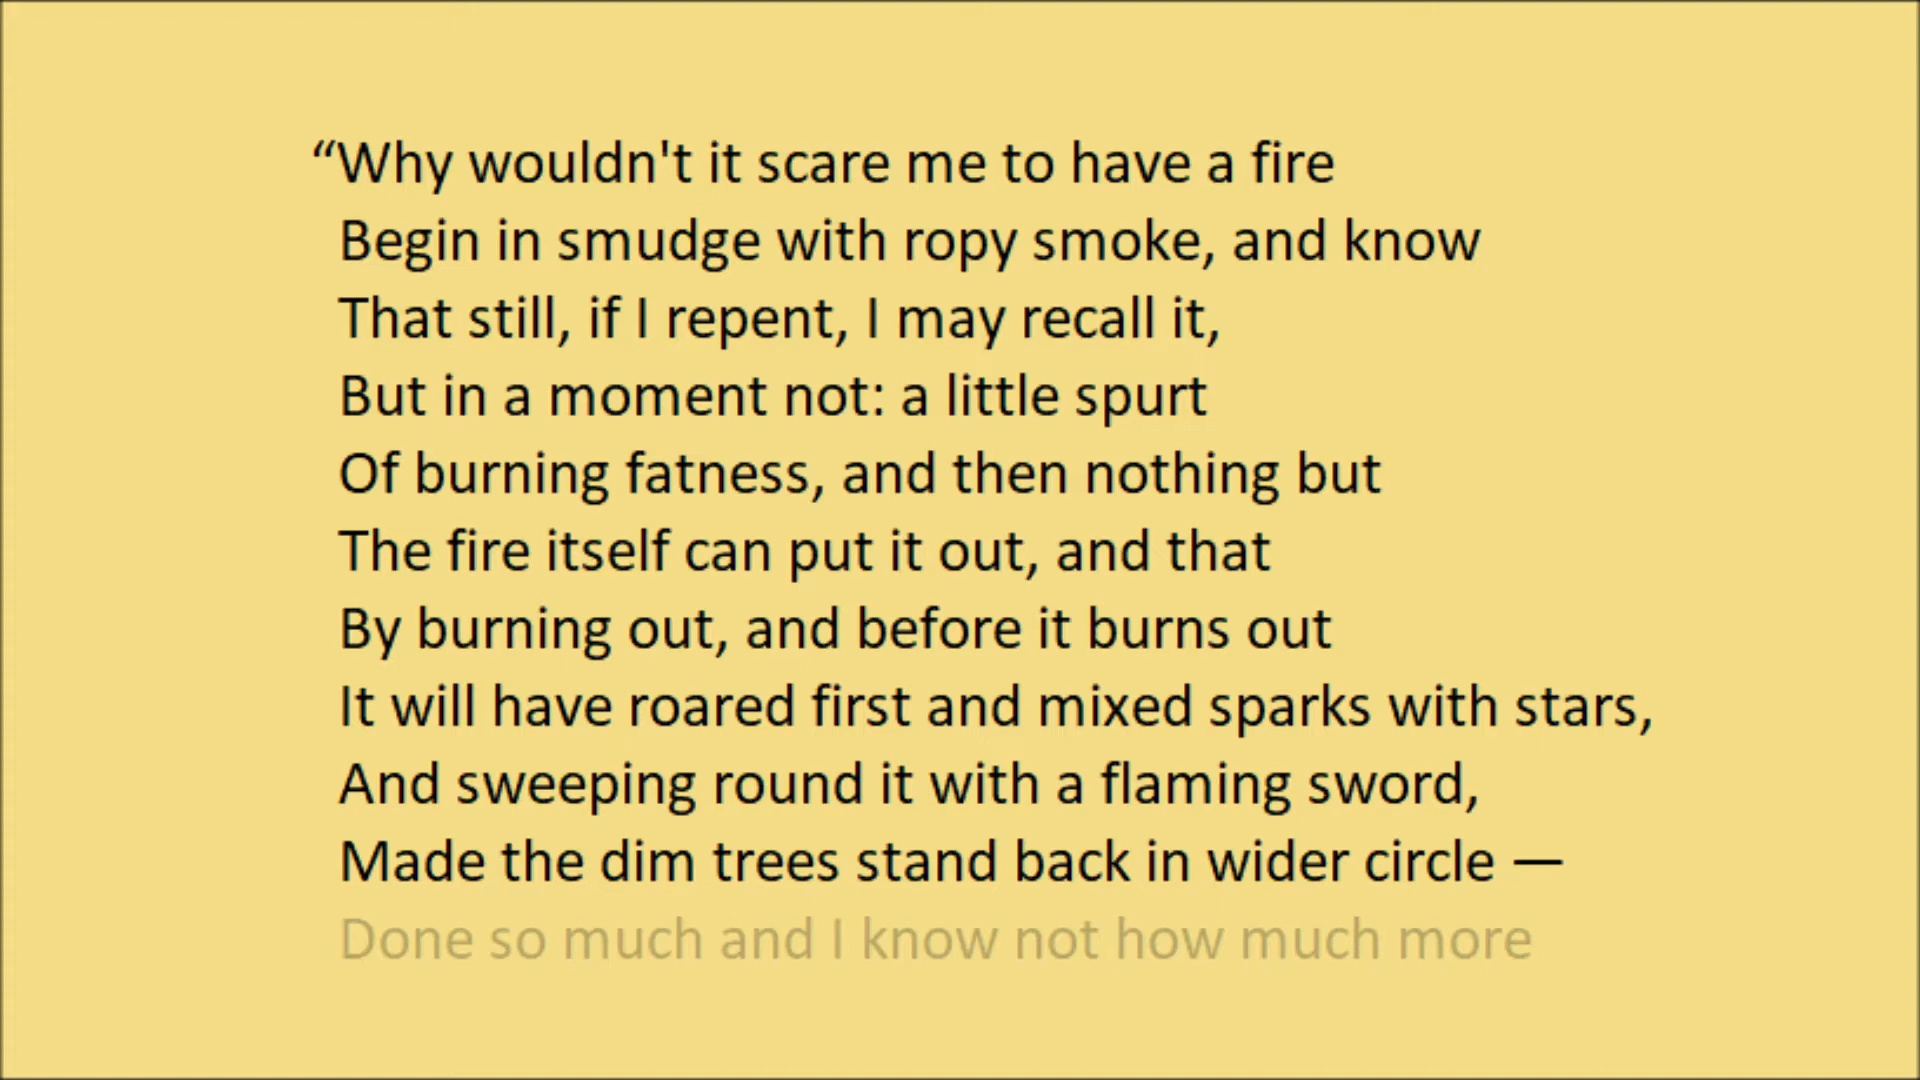 “Why wouldn't it scare me to have a fire
Begin in smudge with ropy smoke, and know
That still, if I repent, I may recall it,
But in a moment not: a little spurt
Of burning fatness, and then nothing but
The fire itself can put it out, and that
By burning out, and before it burns out
It will have roared first and mixed sparks with stars,
And sweeping round it with a flaming sword,
Made the dim trees stand back in wider circle —
Done so much and I know not how much more